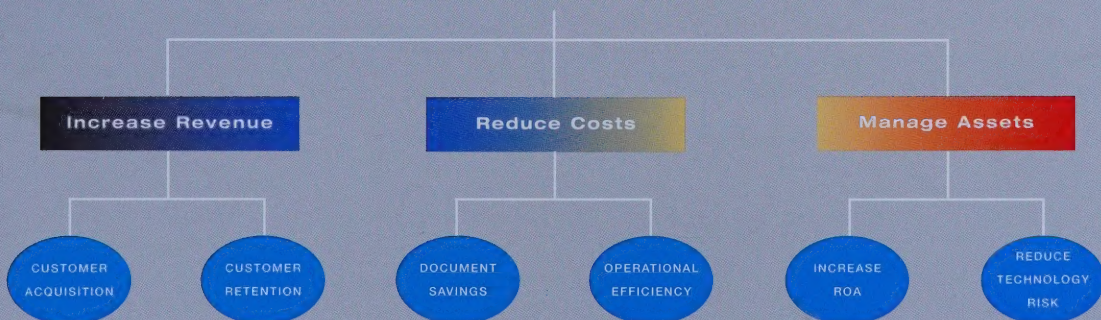 Increase Revenue
Reduce Costs
Manage Assets
CUSTOMER
ACQUISITION
CUSTOMER
RETENTION
DOCUMENT
SAVINGS
OPERATIONAL
EFFICIENCY
INCREASE
ROA
REDUCE
TECHNOLOGY
RISK